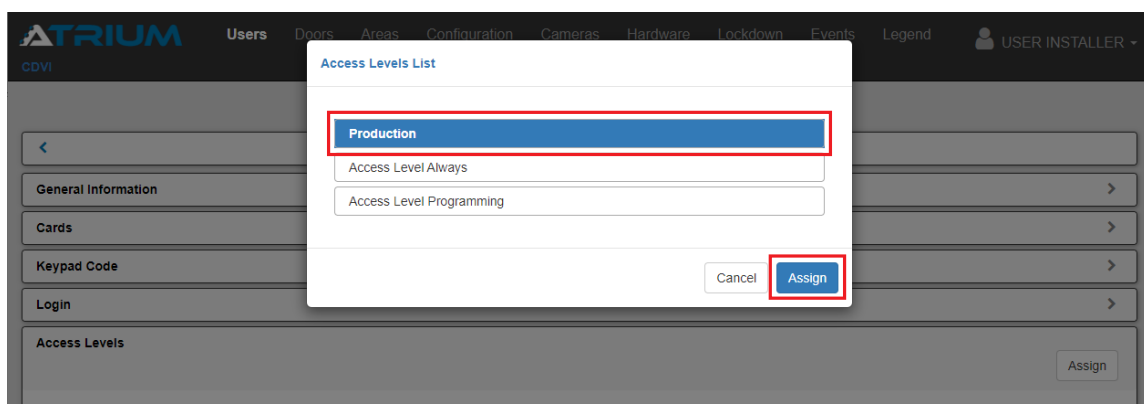 ATRIUM
CDVI
Users Doors Areas Configuration Cameras Hardware Lockdown Events Legend USER INSTALLER
Access Levels List
Production
Access Level Always
Access Level Programming
Cancel Assign
General Information
Cards
Keypad Code
Login
Access Levels
Assign